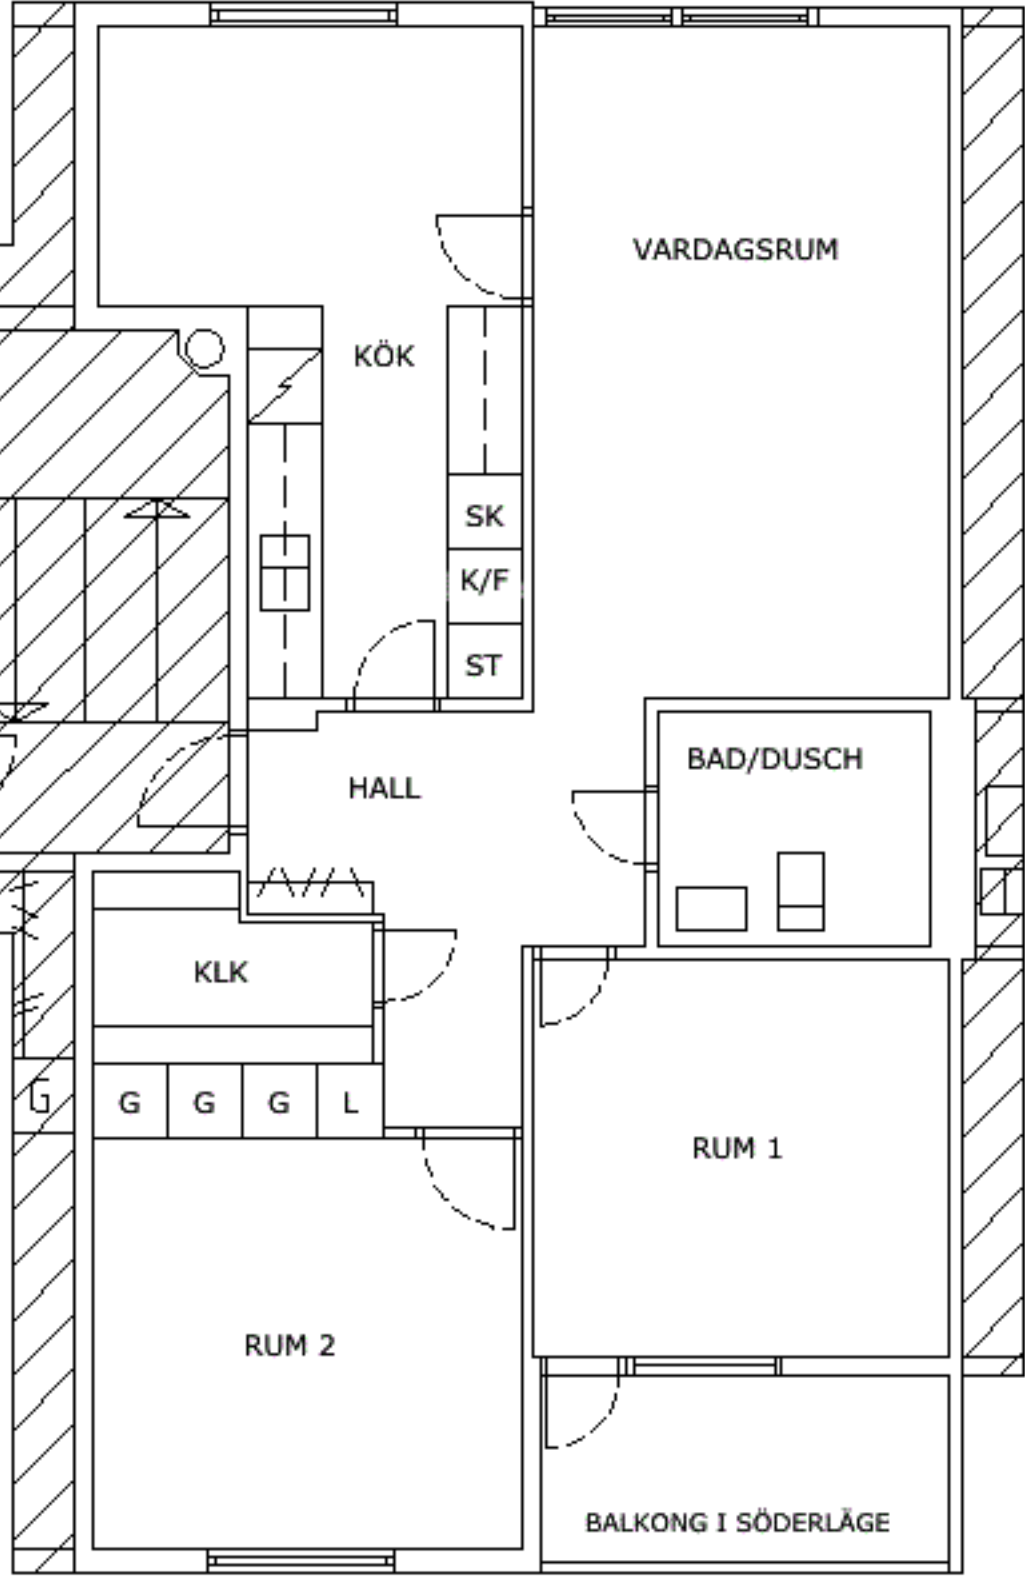 VARDAGSRUM
KÖK
SK
K/F
ST
BAD/DUSCH
HALL
KLK
G
G G G L
RUM 1
RUM 2
BALKONG I SÖDERLÄGE